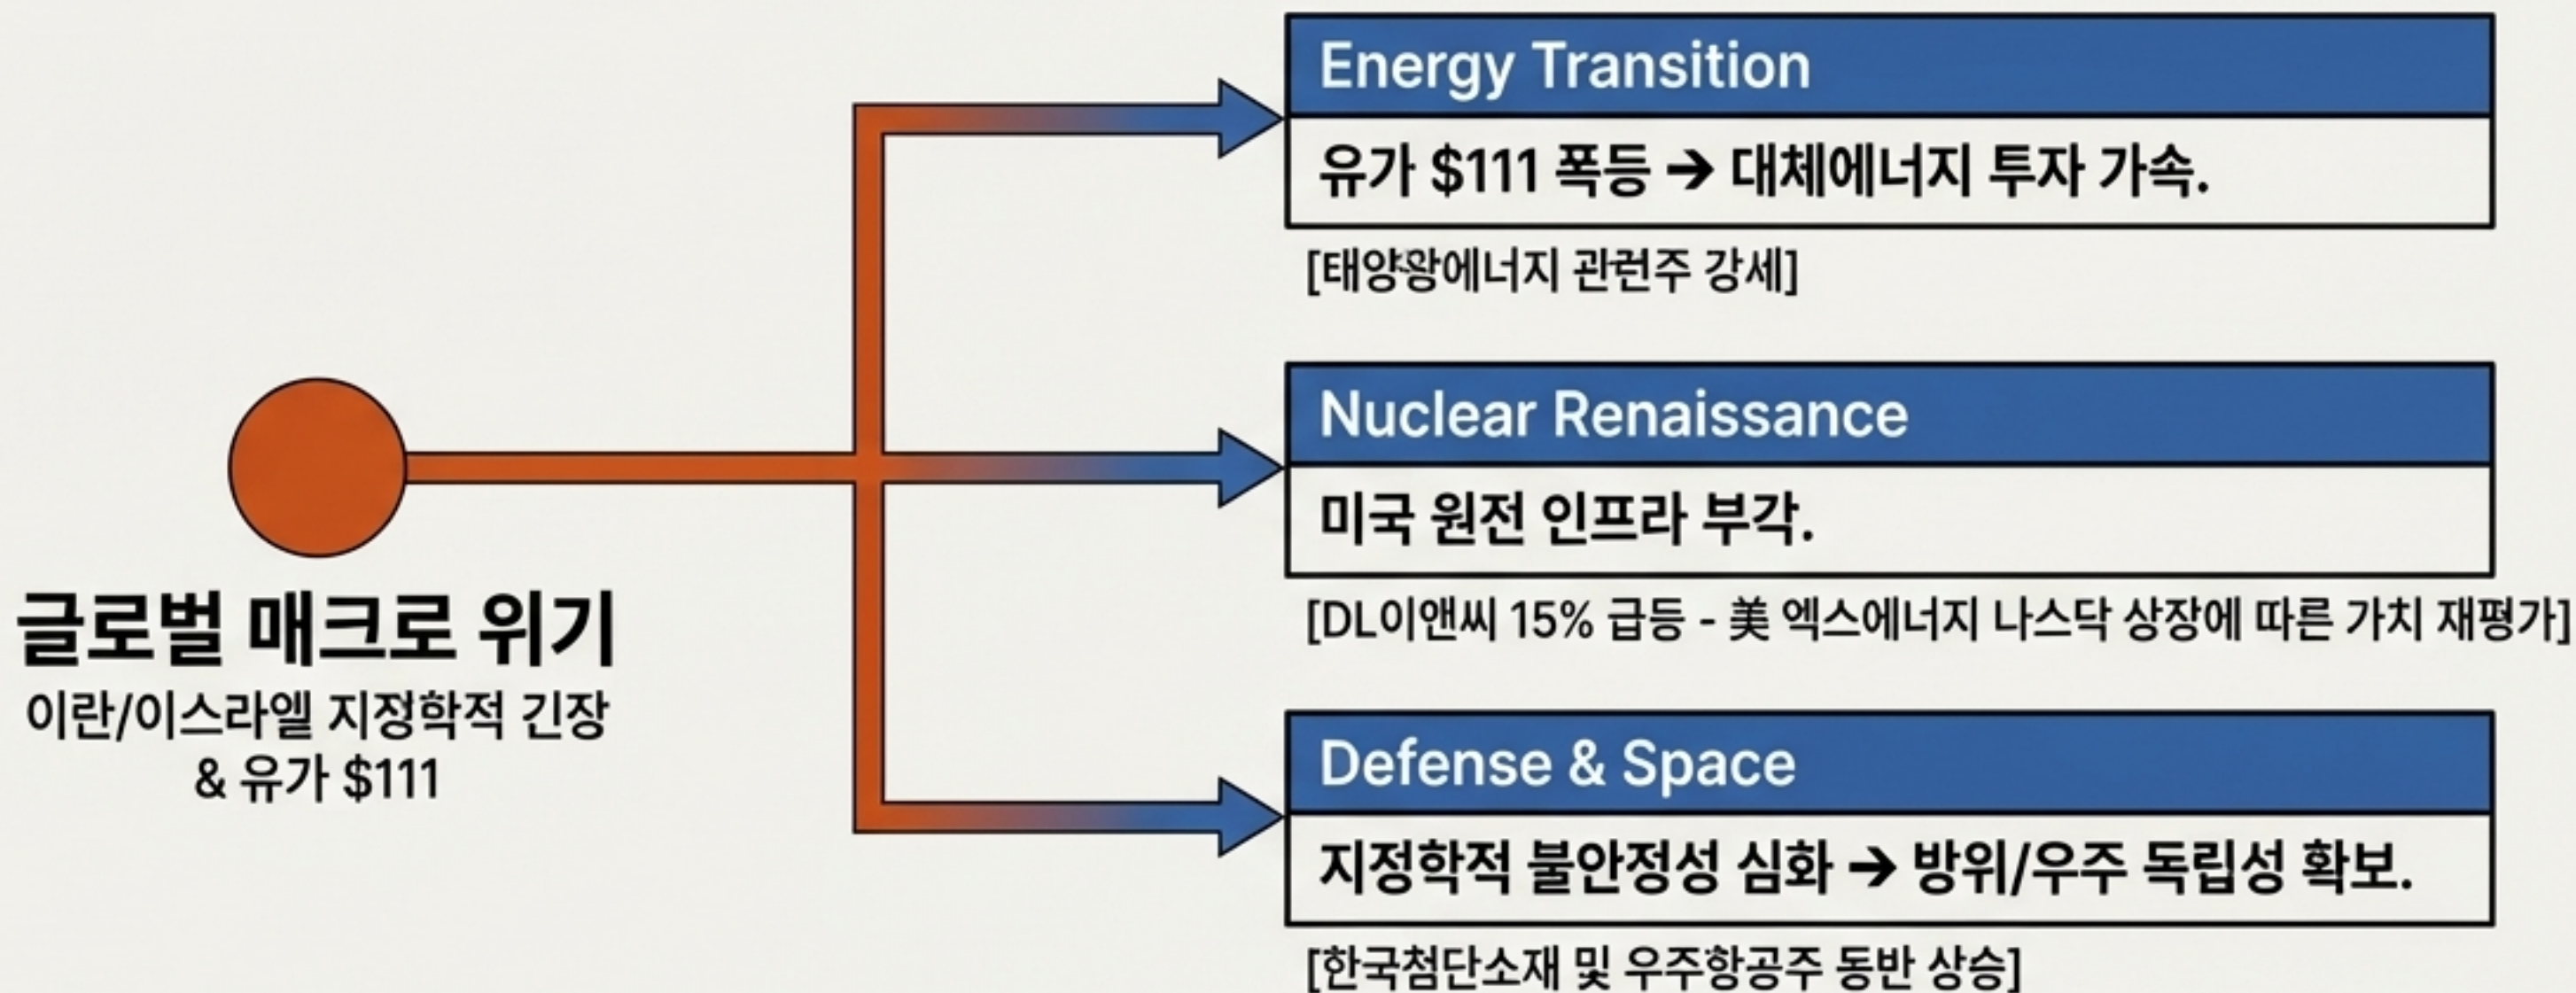 글로벌 매크로 위기
이란/이스라엘 지정학적 긴장
& 유가 $111
Energy Transition
유가 $111 폭등 → 대체에너지 투자 가속.
관련주 강세]
Nuclear Renaissance
미국 원전 인프라 부각.
[DL이앤씨 15% 급등 - 美 엑스에너지 나스닥 상장에 따른 가치 재평가]
Defense & Space
지정학적 불안정성 심화 → 방위/우주 독립성 확보.
[한국첨단소재 및 우주항공주 동반 상승]